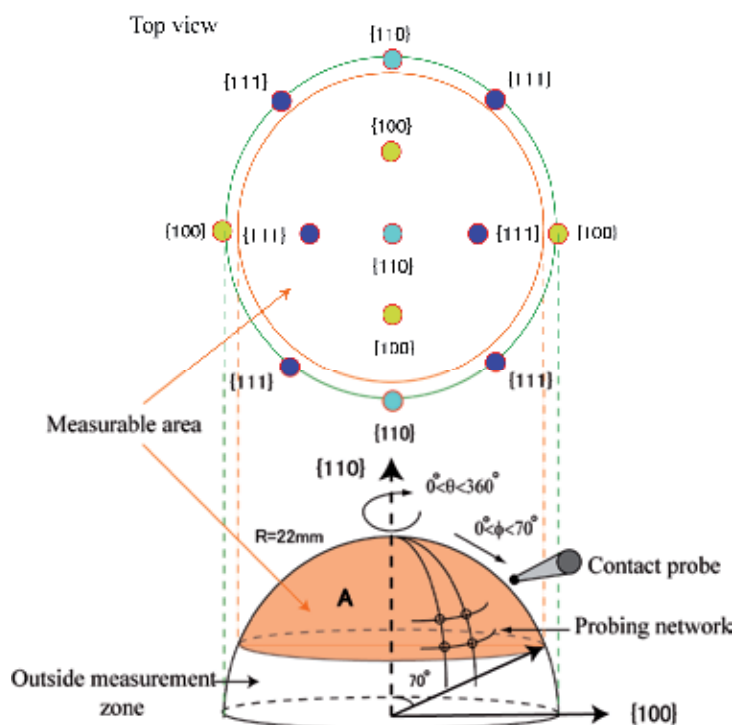 Top view
{110}
{111}
{111}
{100}
{100}
{111}
{110}
{111}
{100}
{100}
{111}
{111}
{110}
Measurable area
{110}
0°<θ<360°
0°<ϕ<70°
R=22mm
Contact probe
A
Probing network
Outside measurement
zone
70°
{100}